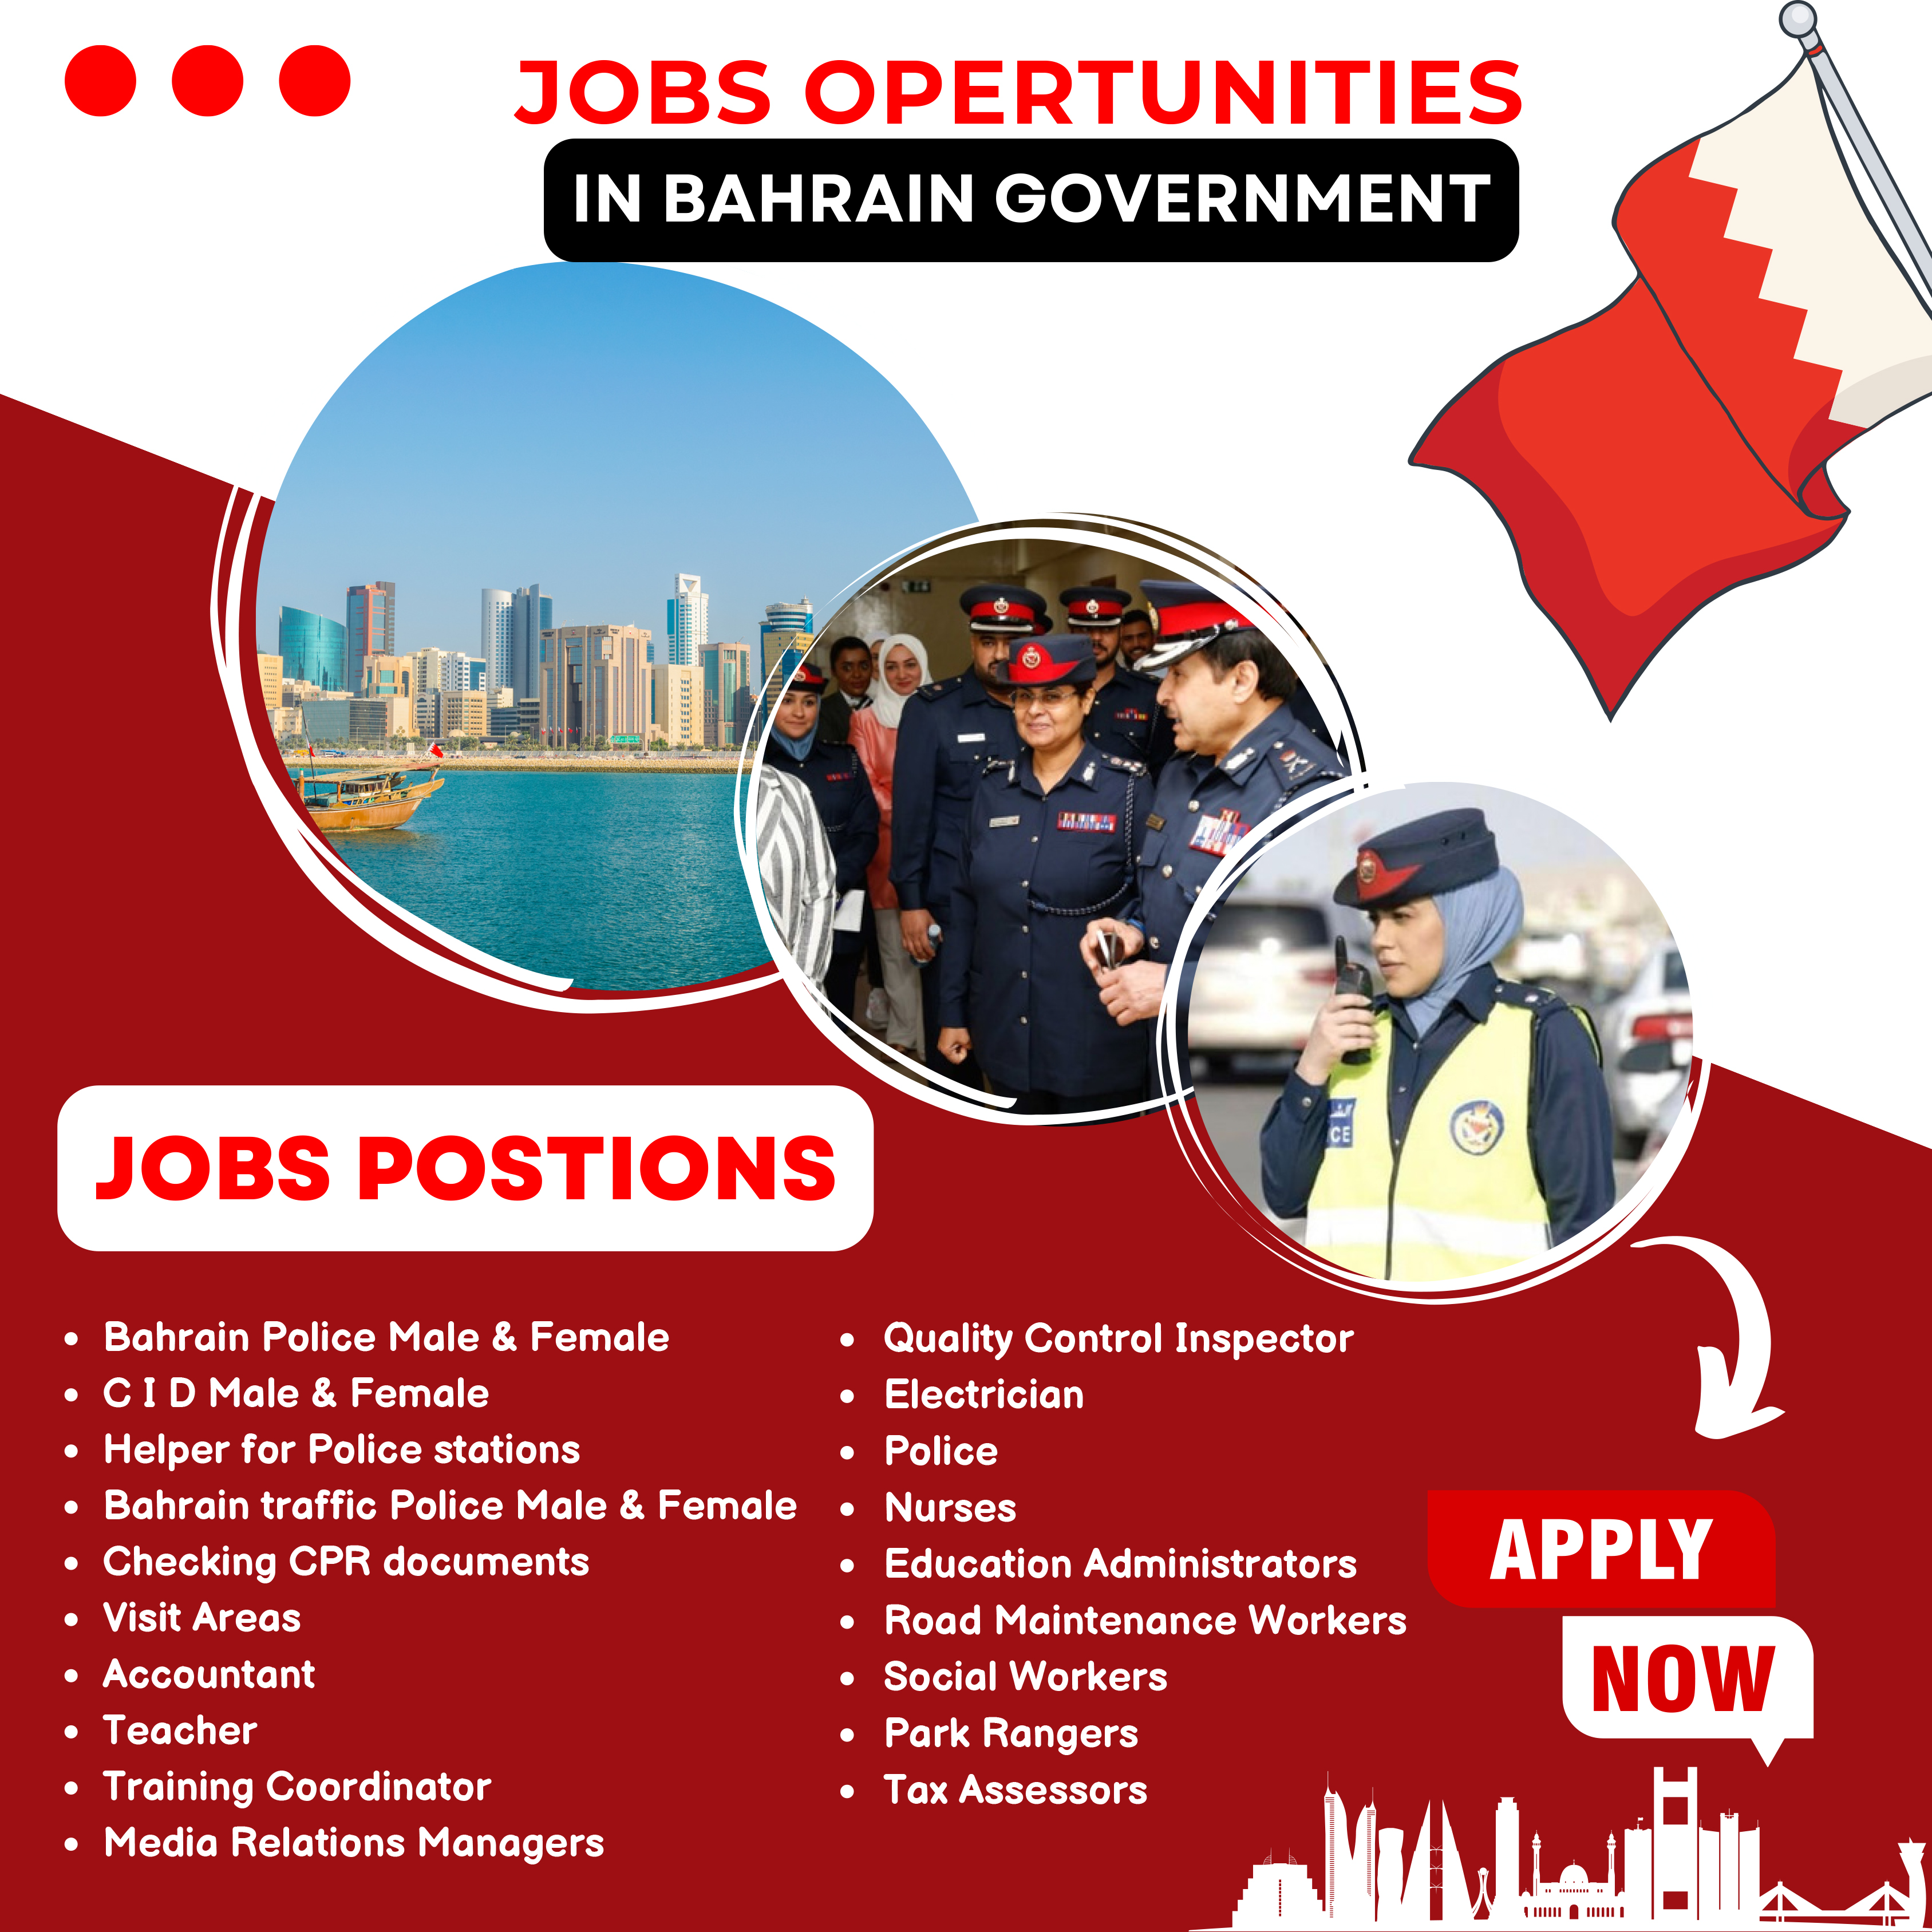 JOBS OPERTUNITIES
IN BAHRAIN GOVERNMENT
CE
JOBS POSTIONS
Bahrain Police Male & Female
C I D Male & Female
Helper for Police stations
Bahrain traffic Police Male & Female
Checking CPR documents
Visit Areas
Accountant
Teacher
Training Coordinator
Media Relations Managers
Quality Control Inspector
Electrician
Police
Nurses
Education Administrators
Road Maintenance Workers
Social Workers
Park Rangers
Tax Assessors
APPLY
NOW